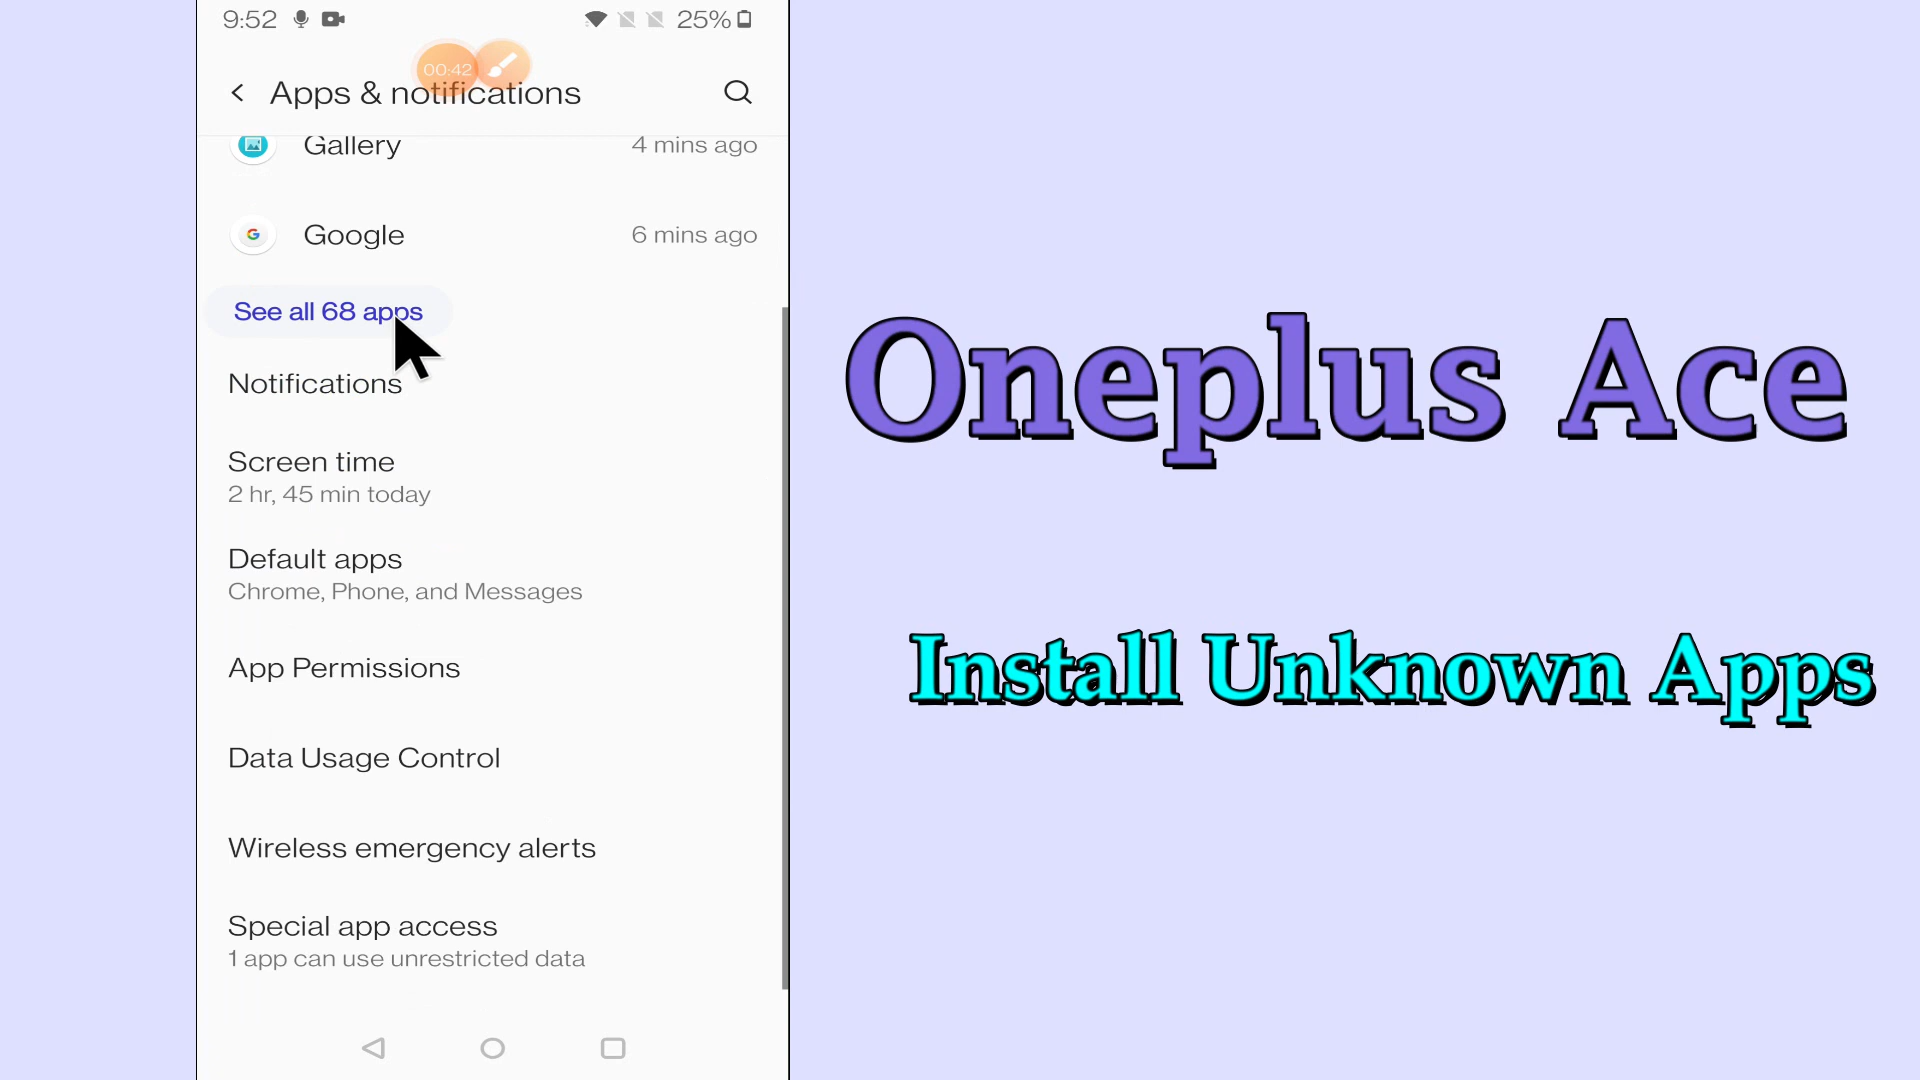 9:52 25%
00:42
Apps & notifications
Gallery 4 mins ago
Google 6 mins ago
See all 68 apps
Notifications
Screen time
2 hr, 45 min today
Default apps
Chrome, Phone, and Messages
App Permissions
Data Usage Control
Wireless emergency alerts
Special app access
1 app can use unrestricted data
Oneplus Ace
Install Unknown Apps